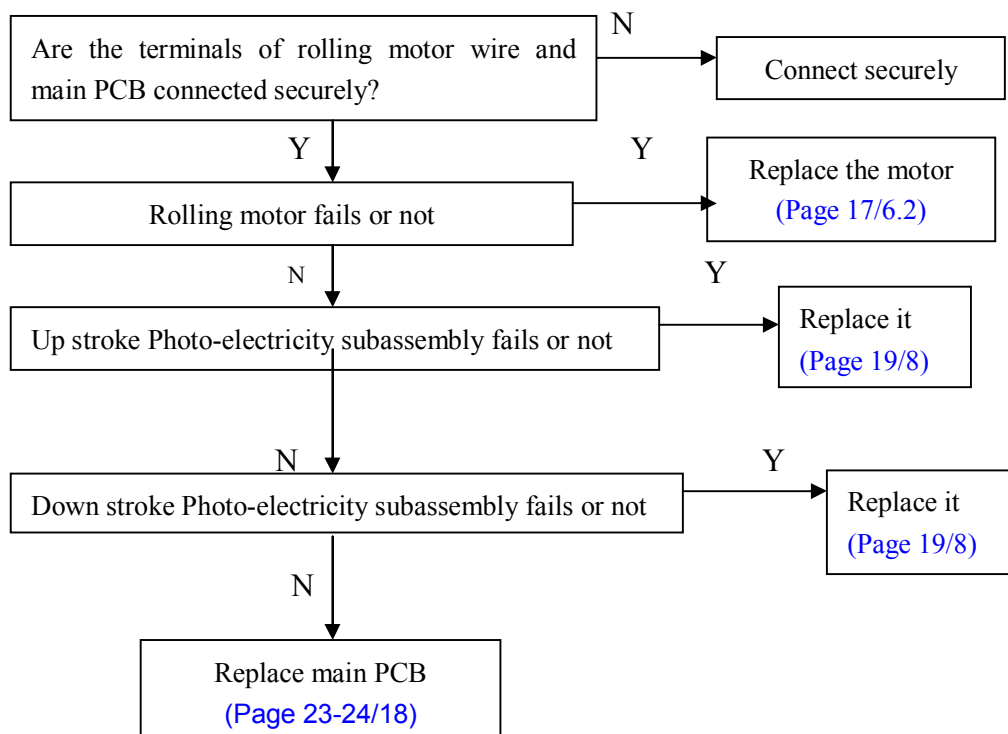 Are the terminals of rolling motor wire and
main PCB connected securely?
N
Connect securely
Y
Y
Rolling motor fails or not
Replace the motor
(Page 17/6.2)
N
Y
Up stroke Photo-electricity subassembly fails or not
Replace it
(Page 19/8)
N
Y
Down stroke Photo-electricity subassembly fails or not
Replace it
(Page 19/8)
N
Replace main PCB
(Page 23-24/18)